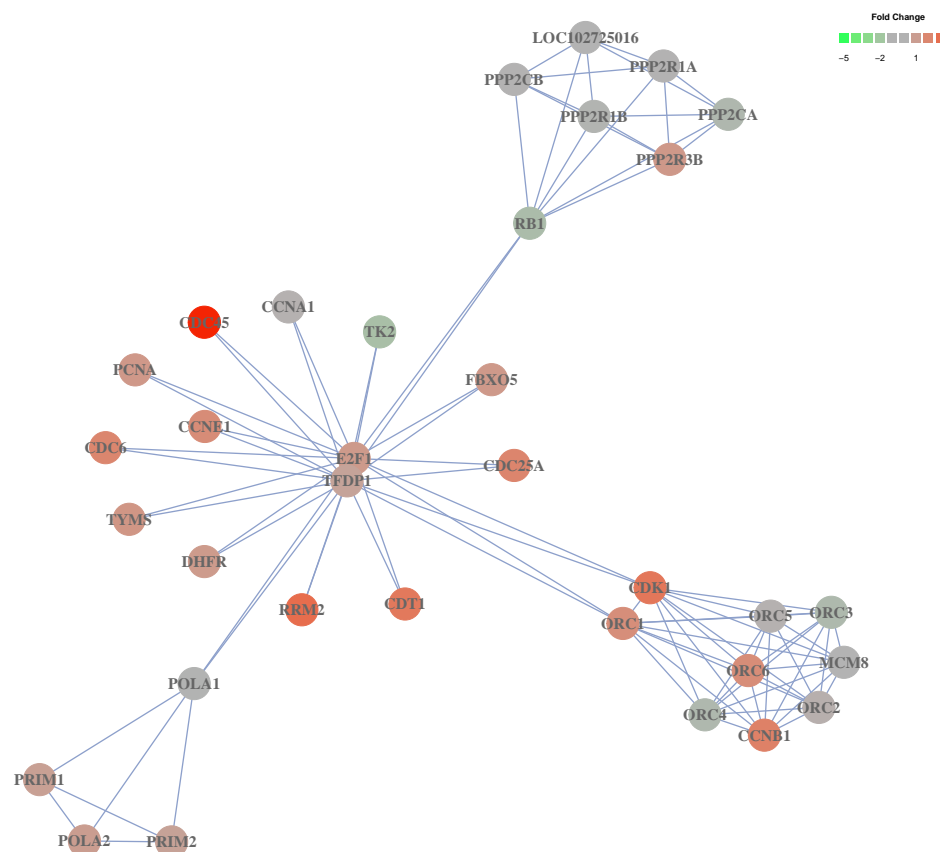 Fold Change
−5 −2 1
LOC102725016
PPP2R1A
PPP2CB
PPP2R1B
PPP2CA
PPP2R3B
RB1
CCNA1
CDC45
TK2
PCNA
FBXO5
CCNE1
CDC6
E2F1
CDC25A
TFDP1
TYMS
DHFR
RRM2
CDT1
CDK1
ORC1
ORC5
ORC3
MCM8
ORC6
POLA1
ORC4
ORC2
CCNB1
PRIM1
POLA2
PRIM2